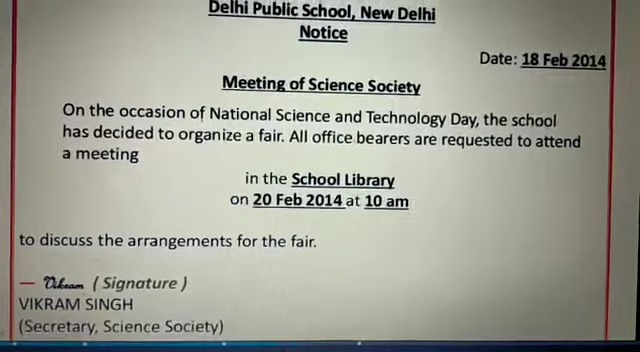 Delhi Public School, New Delhi
Notice
Date: 18 Feb 2014
Meeting of Science Society
On the occasion of National Science and Technology Day, the school
has decided to organize a fair. All office bearers are requested to attend
a meeting
in the School Library
on 20 Feb 2014 at 10 am
to discuss the arrangements for the fair.
— Vikram ( Signature )
VIKRAM SINGH
(Secretary, Science Society)